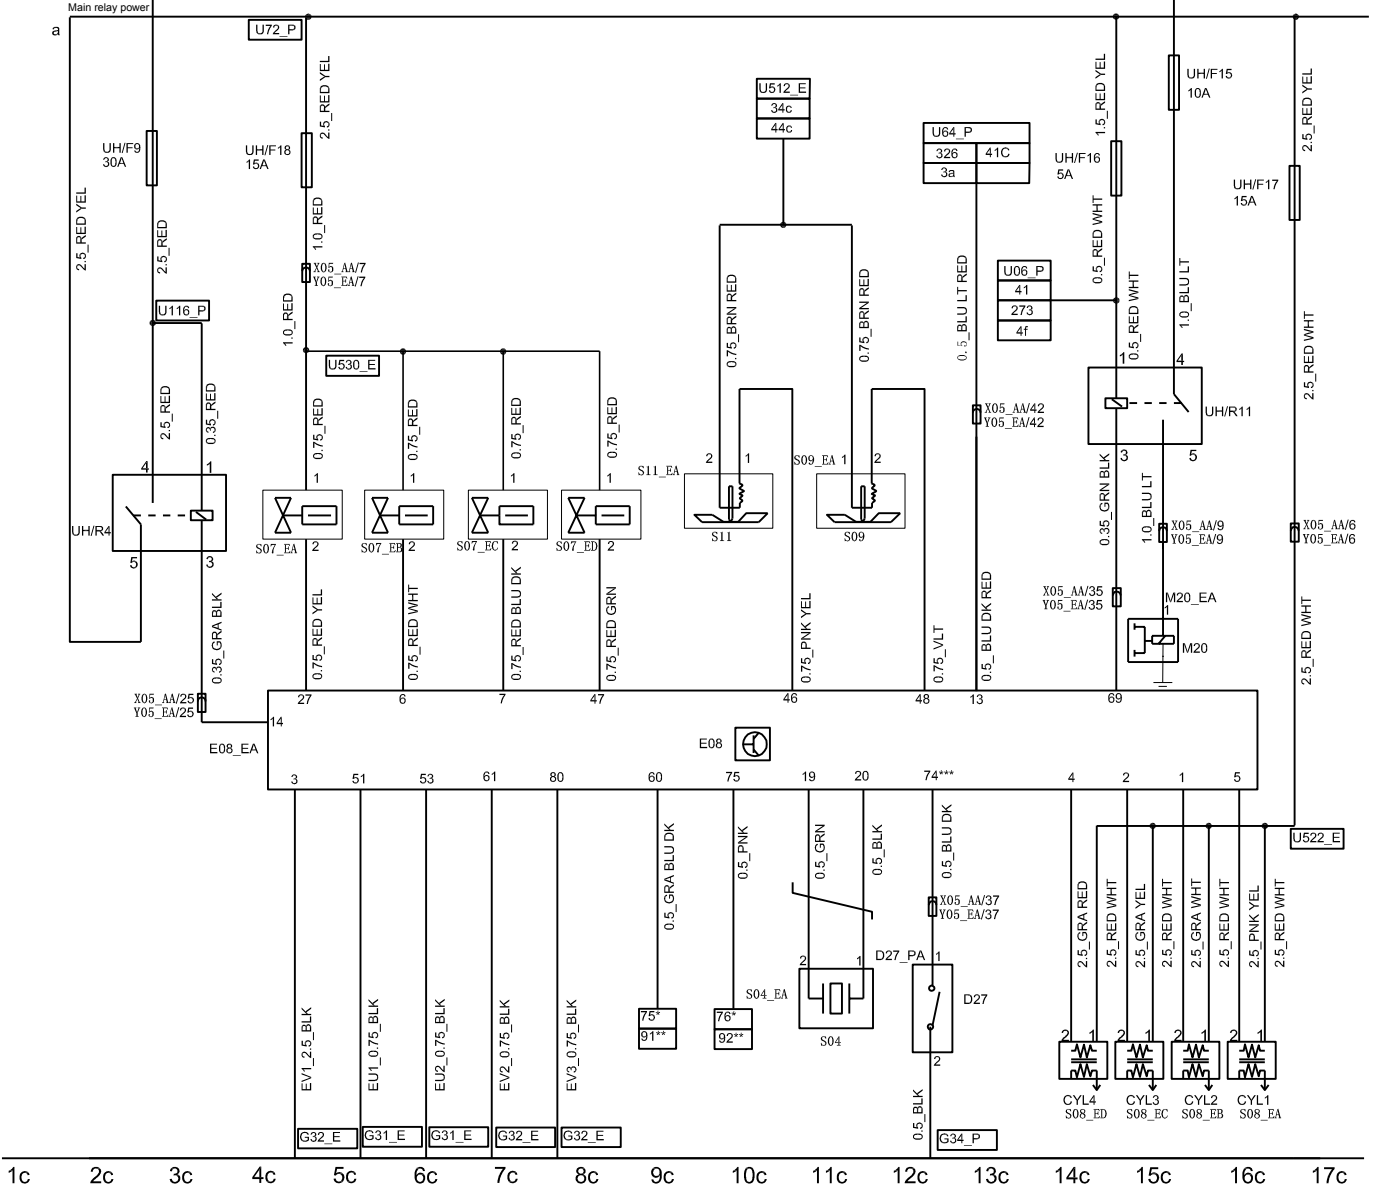 Main relay power
a
U72_P
2.5_RED YEL
UH/F9
30A
2.5_RED YEL
2.5_RED
UH/F18
15A
1.0_RED
X05_AA/7
Y05_EA/7
1.0_RED
U116_P
U530_E
2.5_RED
0.35_RED
0.75_RED
0.75_RED
0.75_RED
0.75_RED
4
1
UH/R4
5
3
0.35_GRA BLK
X05_AA/25
Y05_EA/25
1
1
1
1
S07_EA
2
S07_EB
2
S07_EC
2
S07_ED
2
0.75_RED YEL
0.75_RED WHT
0.75_RED BLU DK
0.75_RED GRN
U512_E
34c
44c
0.75_BRN RED
0.75_BRN RED
S11_EA
2
1
S09_EA
1
2
S11
S09
0.75_PNK YEL
0.75_VLT
U64_P
326
41C
3a
0.5_BLU LT RED
X05_AA/42
Y05_EA/42
0.5_BLU DK RED
1.5_RED YEL
UH/F16
5A
0.5_RED WHT
U06_P
41
273
4f
0.5_RED WHT
UH/F15
10A
1.0_BLU LT
1
4
UH/R11
3
5
0.35_GRN BLK
1.0_BLU LT
X05_AA/9
Y05_EA/9
X05_AA/35
Y05_EA/35
M20_EA
1
M20
2.5_RED YEL
UH/F17
15A
2.5_RED WHT
X05_AA/6
Y05_EA/6
2.5_RED WHT
27
6
7
47
46
48
13
69
14
E08_EA
E08
3
51
53
61
80
60
75
19
20
74***
4
2
1
5
U522_E
0.5_GRA BLU DK
0.5_PNK
0.5_GRN
0.5_BLK
0.5_BLU DK
X05_AA/37
Y05_EA/37
2.5_GRA RED
2.5_RED WHT
2.5_GRA YEL
2.5_RED WHT
2.5_GRA WHT
2.5_RED WHT
2.5_PNK YEL
2.5_RED WHT
D27_PA
1
2
1
S04_EA
S04
D27
2
75*
91**
76*
92**
EV1_2.5_BLK
EU1_0.75_BLK
EU2_0.75_BLK
EV2_0.75_BLK
EV3_0.75_BLK
0.5_BLK
2
1
2
1
2
1
2
1
CYL4
S08_ED
CYL3
S08_EC
CYL2
S08_EB
CYL1
S08_EA
G32_E
G31_E
G31_E
G32_E
G32_E
G34_P
1c
2c
3c
4c
5c
6c
7c
8c
9c
10c
11c
12c
13c
14c
15c
16c
17c